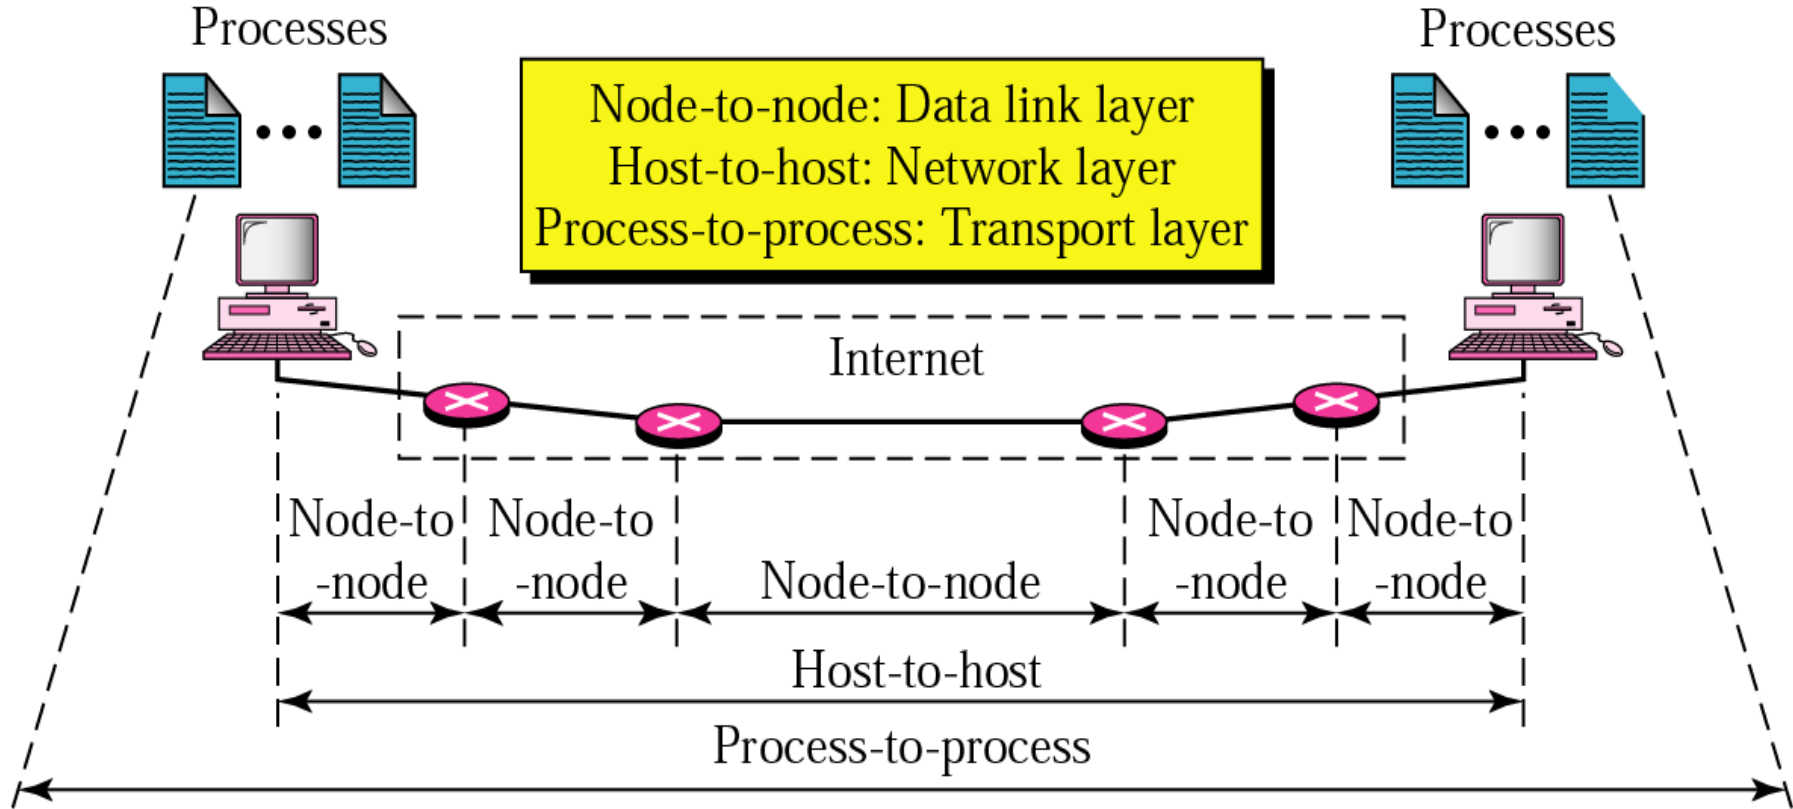 Processes
Processes
Node-to-node: Data link layer
Host-to-host: Network layer
Process-to-process: Transport layer
Internet
Node-to
-node
Node-to
-node
Node-to-node
Node-to
-node
Node-to
-node
Host-to-host
Process-to-process